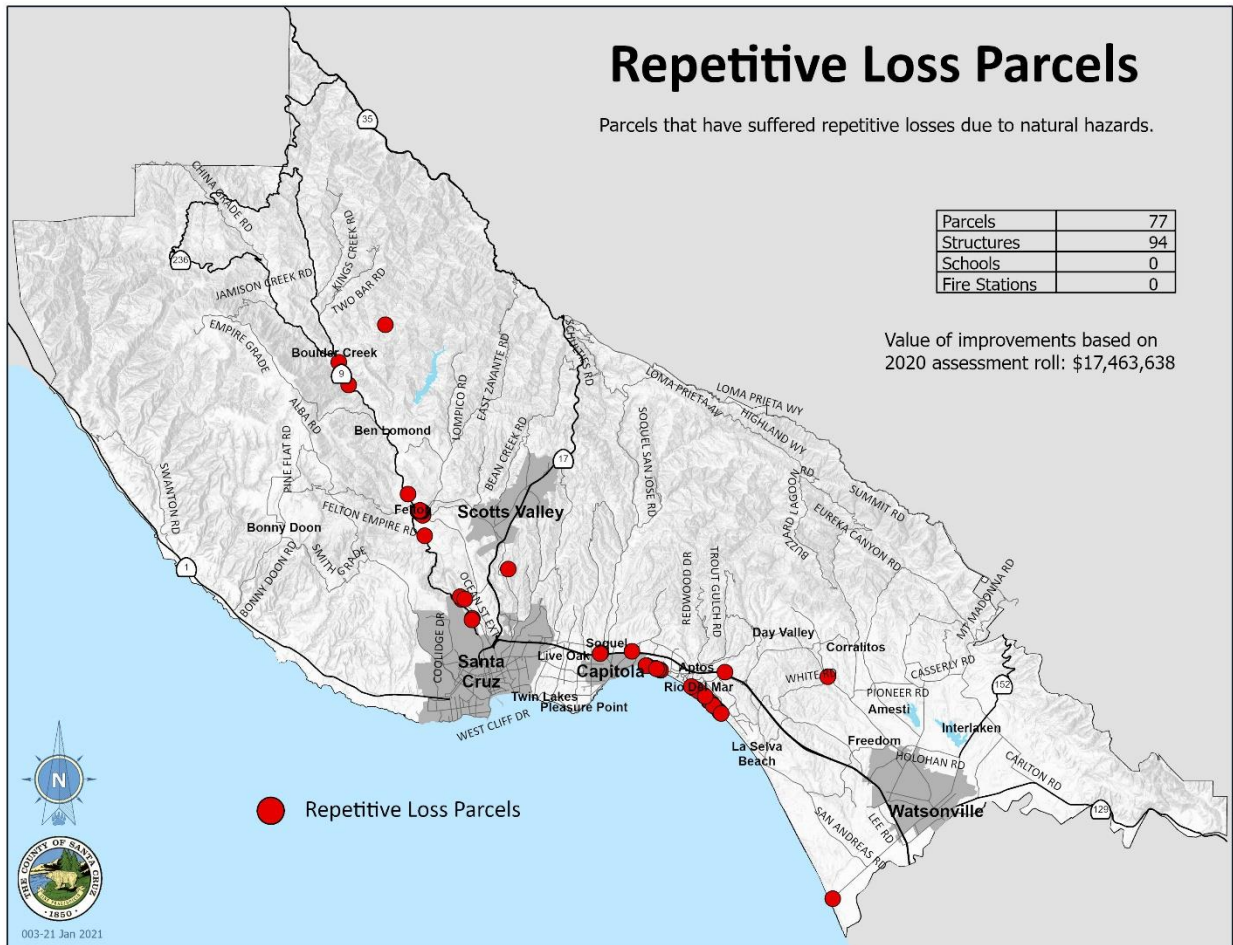 Repetitive Loss Parcels
Parcels that have suffered repetitive losses due to natural hazards.
Parcels 77
Structures 94
Schools 0
Fire Stations 0
Value of improvements based on
2020 assessment roll: $17,463,638
35
CHINA GRADE RD
236
KINGS CREEK RD
JAMISON CREEK RD
TWO BAR RD
EMPIRE GRADE
Boulder Creek
9
SCHULTIES RD
LOMA PRIETA AV
LOMA PRIETA WY
HIGHLAND WY
ALBA RD
Ben Lomond
LOMPICO RD
EAST ZAYANTE RD
BEAN CREEK RD
SOQUEL SAN JOSE RD
17
RD
SUMMIT RD
PINE FLAT RD
SWANTON RD
BUZZARD LAGOON
EUREKA CANYON RD
Felton
FELTON EMPIRE RD
Scotts Valley
Bonny Doon
SMITH
GRADE
BONNY DOON RD
1
OCEAN ST EXT
COOLIDGE DR
REDWOOD DR
TROUT GULCH RD
MT MADONNA RD
Day Valley
Corralitos
Soquel
Live Oak
Santa
Cruz
Capitola
Aptos
Rio Del Mar
WHITE RD
CASSERLY RD
152
PIONEER RD
Amesti
Twin Lakes
Pleasure Point
WEST CLIFF DR
Interlaken
La Selva
Beach
Freedom
HOLOHAN RD
CARLTON RD
Watsonville
129
LEE RD
SAN ANDREAS RD
N
Repetitive Loss Parcels
THE COUNTY OF SANTA CRUZ
1850
003-21 Jan 2021